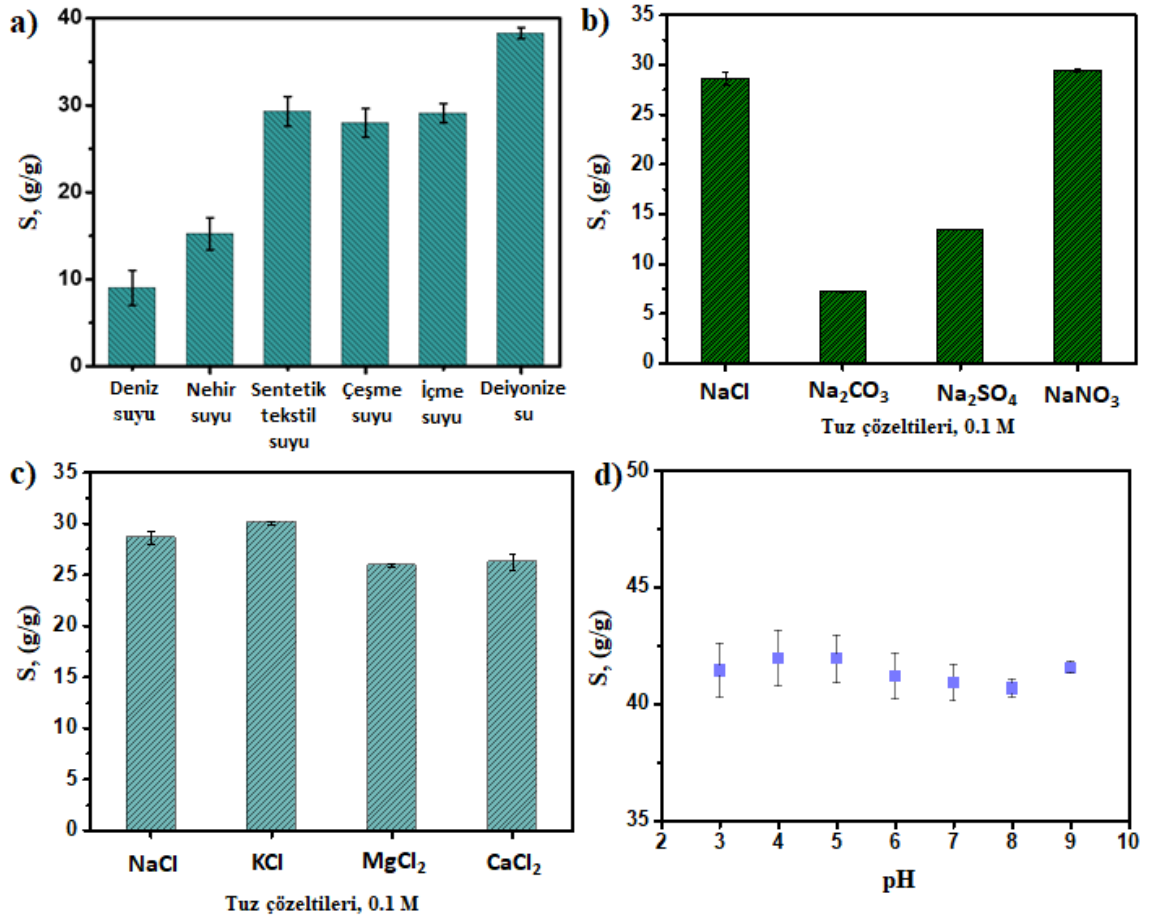 a)
S, (g/g)
40
30
20
10
0
Deniz suyu
Nehir suyu
Sentetik tekstil suyu
Çeşme suyu
İçme suyu
Deiyonize su
b)
S, (g/g)
35
30
25
20
15
10
5
0
NaCl
Na₂CO₃
Na₂SO₄
NaNO₃
Tuz çözeltileri, 0.1 M
c)
S, (g/g)
35
30
25
20
15
10
5
0
NaCl
KCl
MgCl₂
CaCl₂
Tuz çözeltileri, 0.1 M
d)
S, (g/g)
50
45
40
35
2 3 4 5 6 7 8 9 10
pH